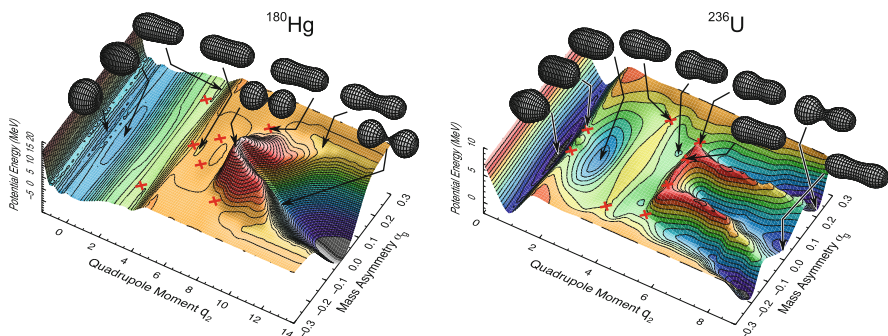 180Hg
Potential Energy (MeV)
-5 0 5 10 15 20
0 2 4 6 8 10 12 14
Quadrupole Moment q2
-0.3 -0.2 -0.1 0.0 0.1 0.2 0.3
Mass Asymmetry αg
236U
Potential Energy (MeV)
0 5 10
2 4 6 8
Quadrupole Moment q2
-0.3 -0.2 -0.1 0.0 0.1 0.2 0.3
Mass Asymmetry αg